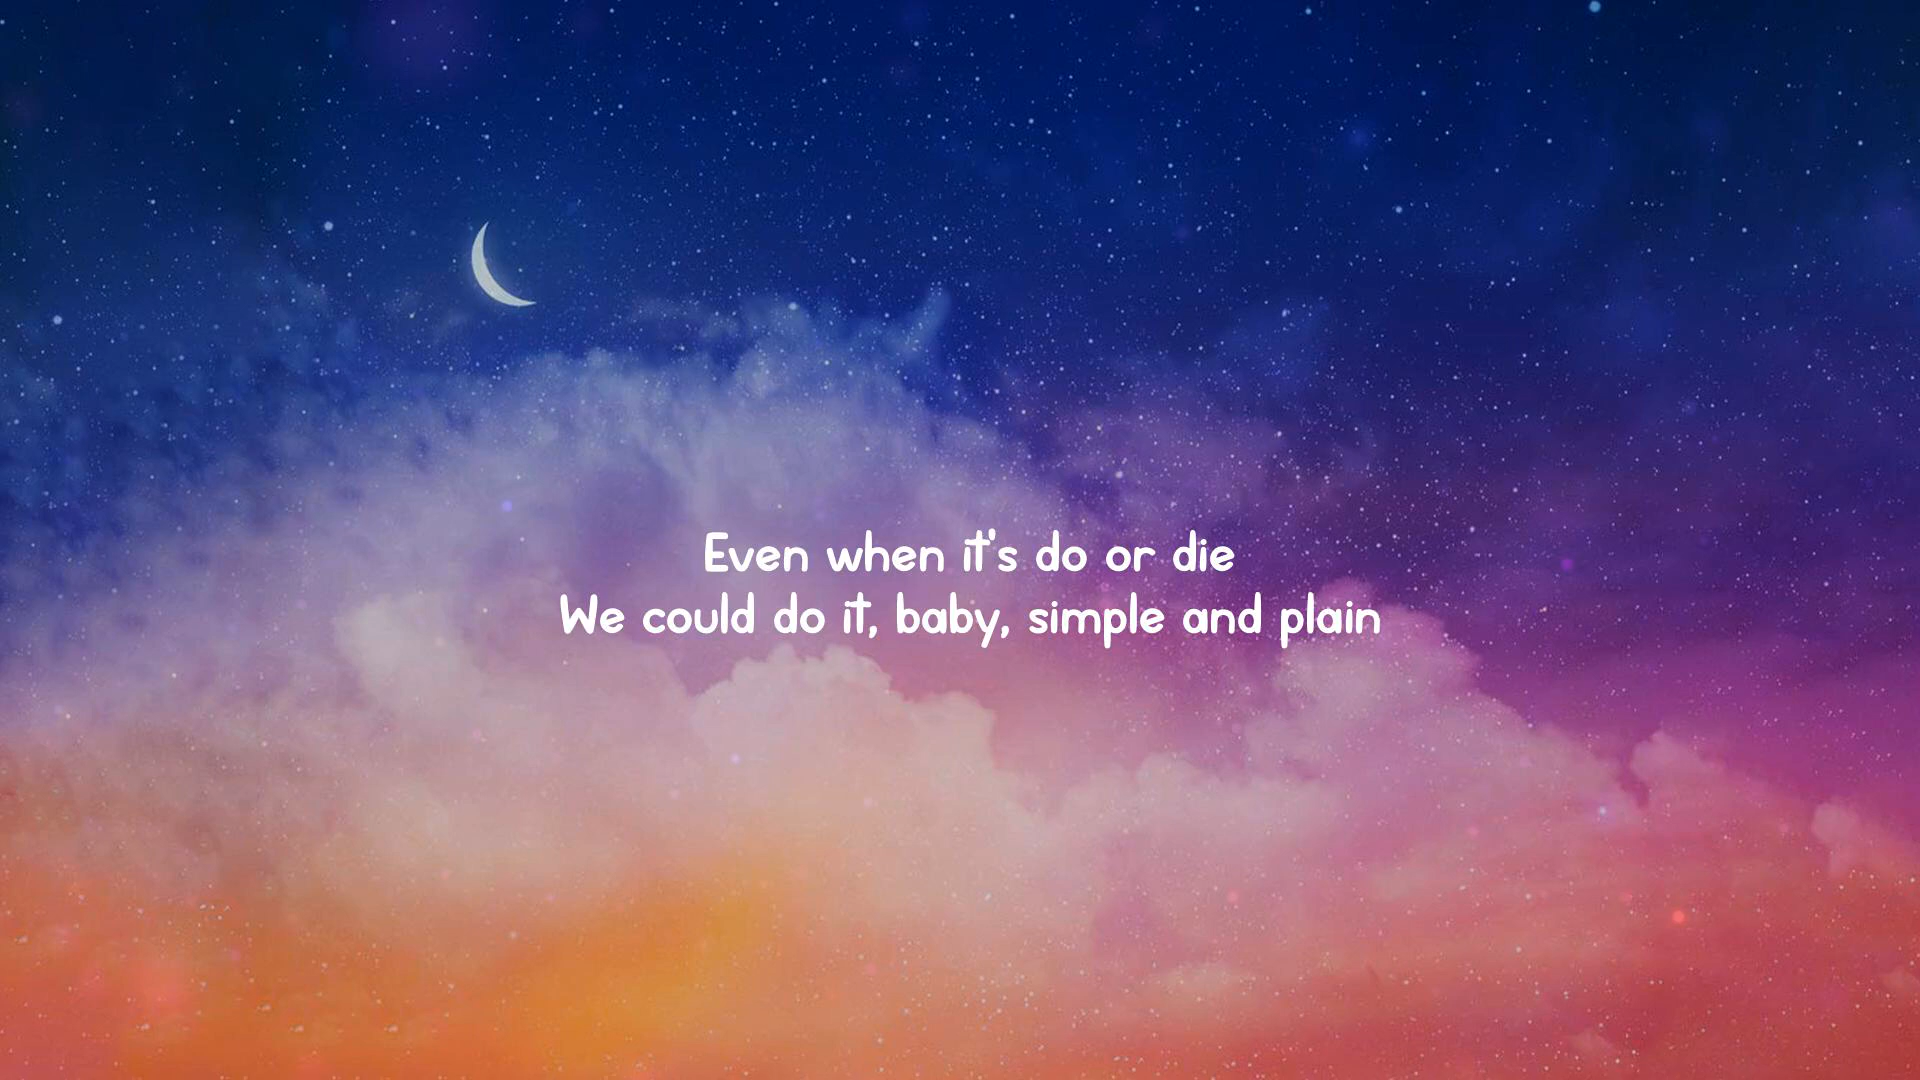 Even when it's do or die
We could do it, baby, simple and plain